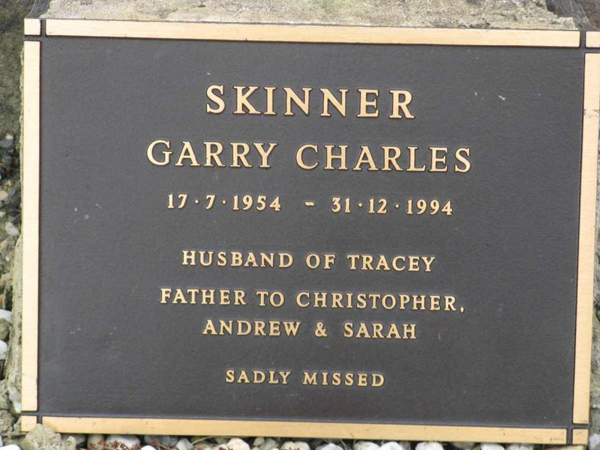 SKINNER
GARRY CHARLES
17·7·1954 - 31·12·1994
HUSBAND OF TRACEY
FATHER TO CHRISTOPHER,
ANDREW & SARAH
SADLY MISSED